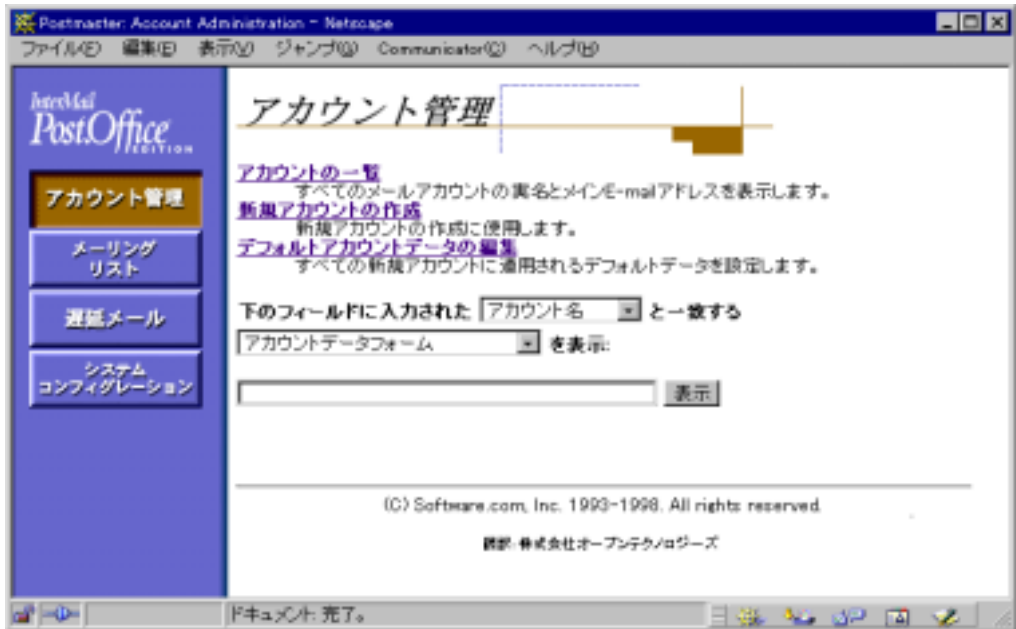 Postmaster: Account Administration - Netscape
ファイル(F) 編集(E) 表示(V) ジャンプ(G) Communicator(C) ヘルプ(H)
InterMail
Post.Office
EDITION
アカウント管理
メーリング
リスト
遅延メール
システム
コンフィグレーション
アカウント管理
アカウントの一覧
すべてのメールアカウントの実名とメインE-mailアドレスを表示します。
新規アカウントの作成
新規アカウントの作成に使用します。
デフォルトアカウントデータの編集
すべての新規アカウントに適用されるデフォルトデータを設定します。
下のフィールドに入力された アカウント名 と一致する
アカウントデータフォーム を表示:
表示
(C) Software.com, Inc. 1993-1998. All rights reserved.
翻訳: 株式会社オープンテクノロジーズ
ドキュメント: 完了。